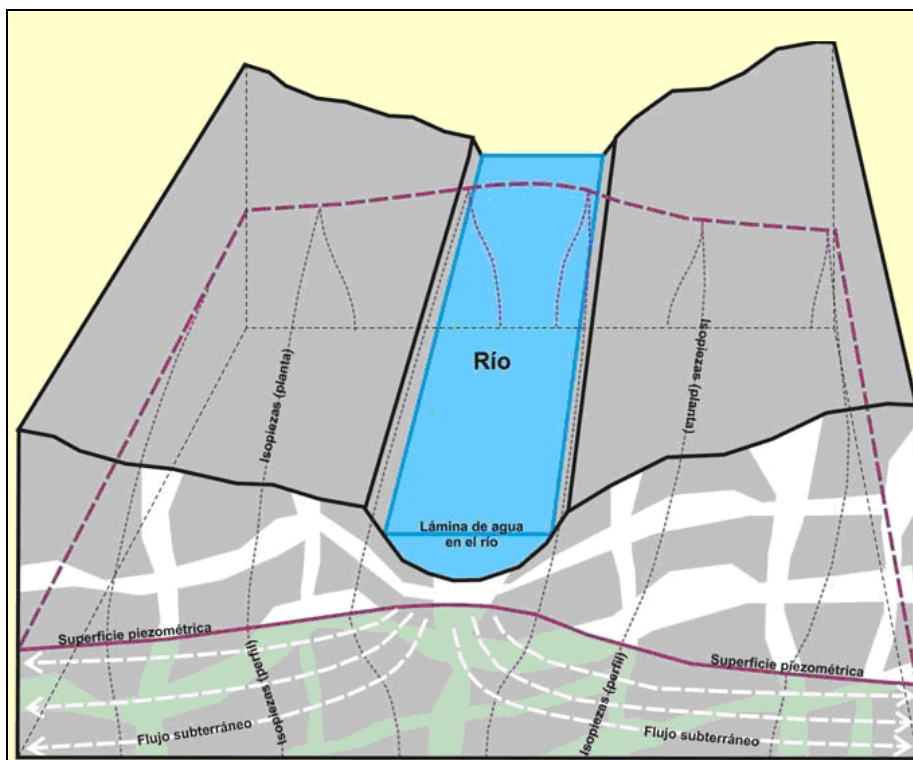 Río
Isopiezas (planta)
Isopiezas (planta)
Lámina de agua
en el río
Superficie piezométrica
Superficie piezométrica
Isopiezas (perfil)
Isopiezas (perfil)
Flujo subterráneo
Flujo subterráneo